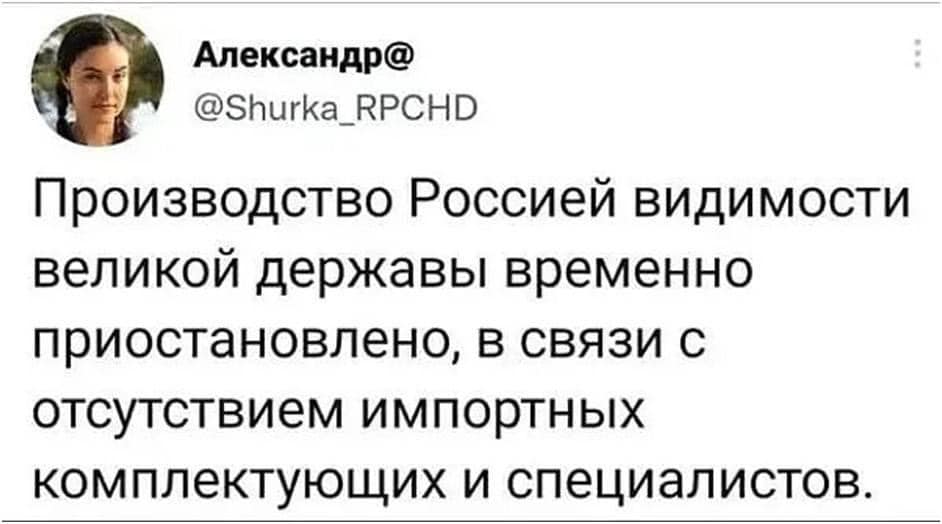 Александр@
@Shurka_RPCHD
Производство Россией видимости
великой державы временно
приостановлено, в связи с
отсутствием импортных
комплектующих и специалистов.